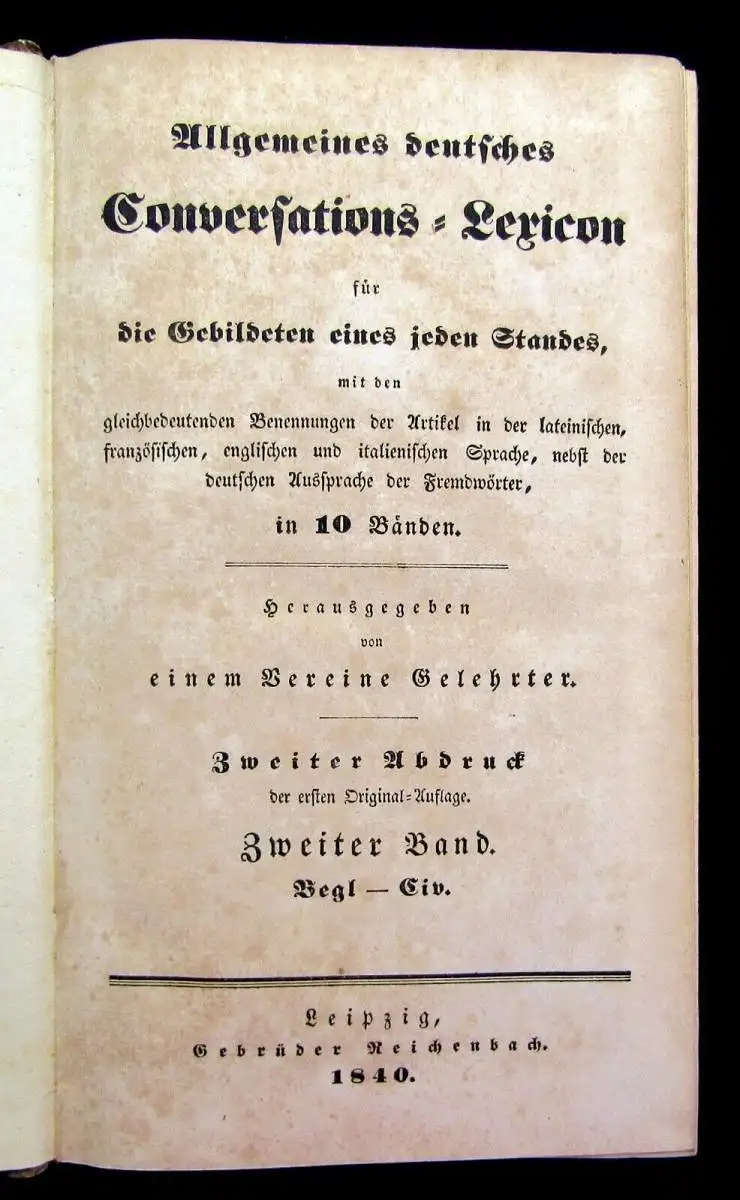 Allgemeines deutsches
Conversations-Lexicon
für
die Gebildeten eines jeden Standes,
mit den
gleichbedeutenden Benennungen der Artikel in der lateinischen,
französischen, englischen und italienischen Sprache, nebst der
deutschen Aussprache der Fremdwörter,
in 10 Bänden.
Herausgegeben
von
einem Vereine Gelehrter.
Zweiter Abdruck
der ersten Original-Auflage.
Zweiter Band.
Begl — Civ.
Leipzig,
Gebrüder Reichenbach.
1840.